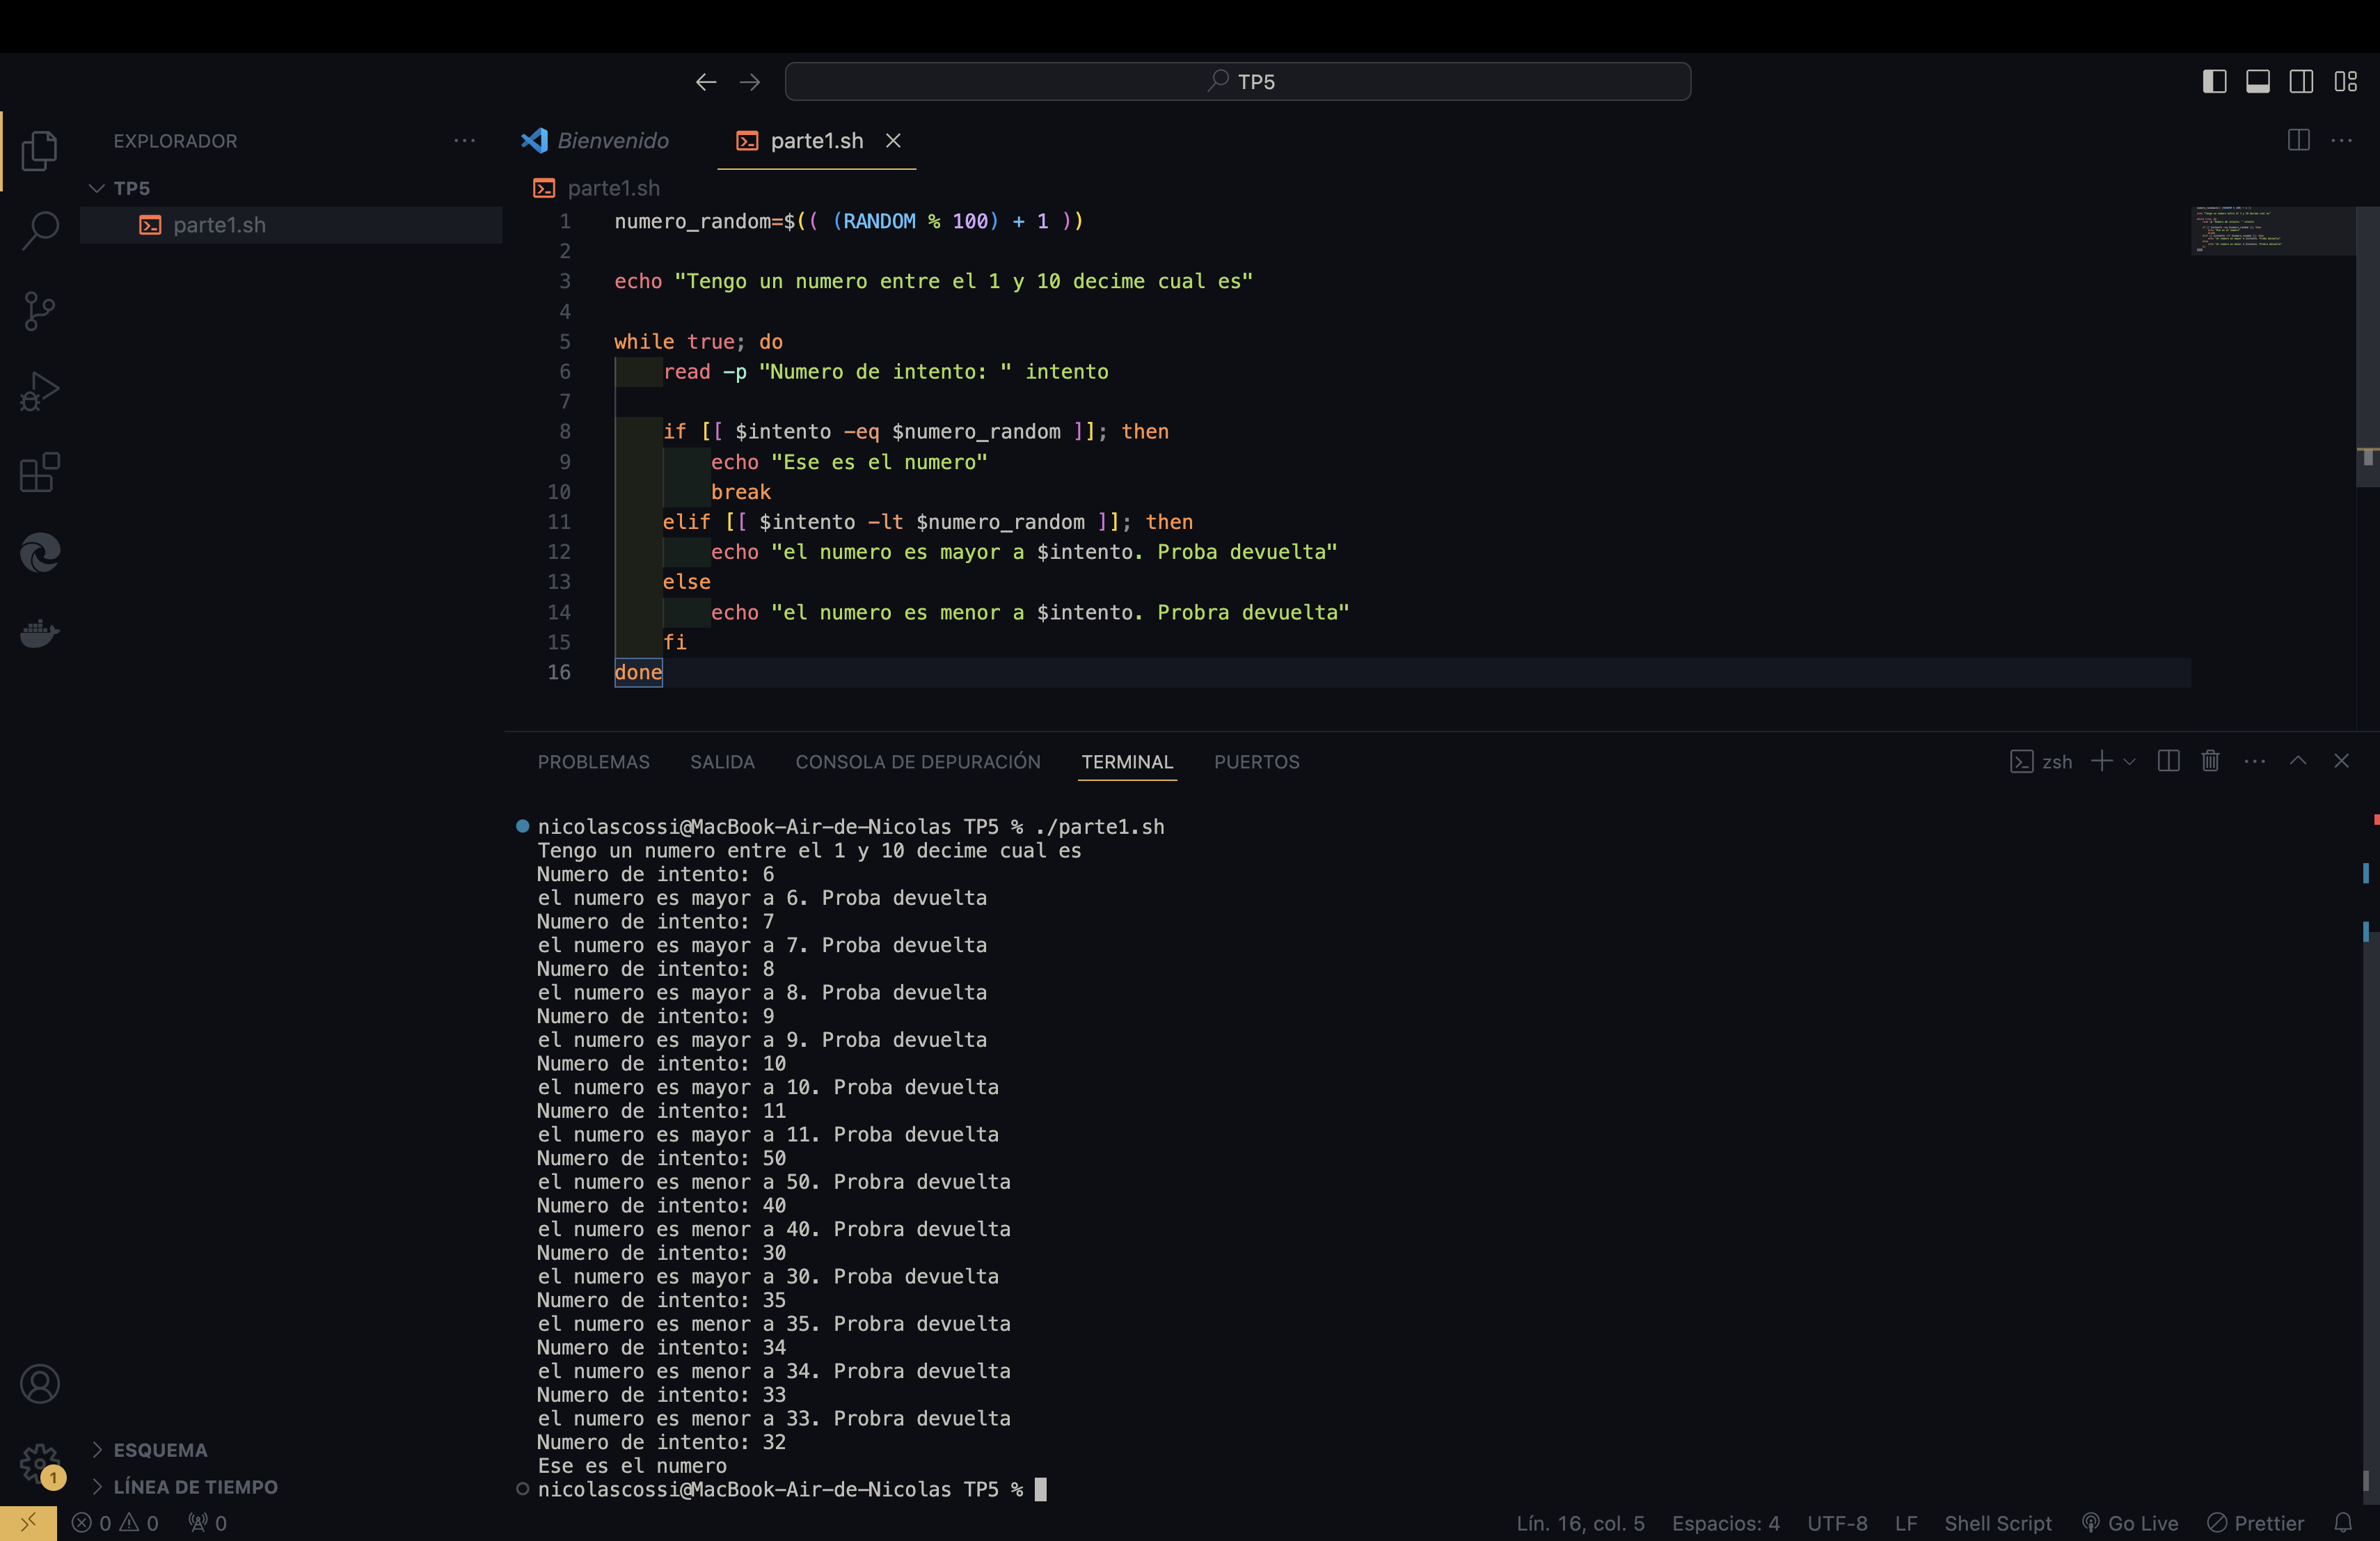 TP5
EXPLORADOR
TP5
parte1.sh
Bienvenido
parte1.sh
parte1.sh
1 numero_random=$(( (RANDOM % 100) + 1 ))
2
3 echo "Tengo un numero entre el 1 y 10 decime cual es"
4
5 while true; do
6 read -p "Numero de intento: " intento
7
8 if [[ $intento -eq $numero_random ]]; then
9 echo "Ese es el numero"
10 break
11 elif [[ $intento -lt $numero_random ]]; then
12 echo "el numero es mayor a $intento. Proba devuelta"
13 else
14 echo "el numero es menor a $intento. Probra devuelta"
15 fi
16 done
PROBLEMAS SALIDA CONSOLA DE DEPURACIÓN TERMINAL PUERTOS
zsh
nicolascossi@MacBook-Air-de-Nicolas TP5 % ./parte1.sh
Tengo un numero entre el 1 y 10 decime cual es
Numero de intento: 6
el numero es mayor a 6. Proba devuelta
Numero de intento: 7
el numero es mayor a 7. Proba devuelta
Numero de intento: 8
el numero es mayor a 8. Proba devuelta
Numero de intento: 9
el numero es mayor a 9. Proba devuelta
Numero de intento: 10
el numero es mayor a 10. Proba devuelta
Numero de intento: 11
el numero es mayor a 11. Proba devuelta
Numero de intento: 50
el numero es menor a 50. Probra devuelta
Numero de intento: 40
el numero es menor a 40. Probra devuelta
Numero de intento: 30
el numero es mayor a 30. Proba devuelta
Numero de intento: 35
el numero es menor a 35. Probra devuelta
Numero de intento: 34
el numero es menor a 34. Probra devuelta
Numero de intento: 33
el numero es menor a 33. Probra devuelta
Numero de intento: 32
Ese es el numero
nicolascossi@MacBook-Air-de-Nicolas TP5 %
ESQUEMA
1
LÍNEA DE TIEMPO
0 0 0
Lín. 16, col. 5 Espacios: 4 UTF-8 LF Shell Script Go Live Prettier